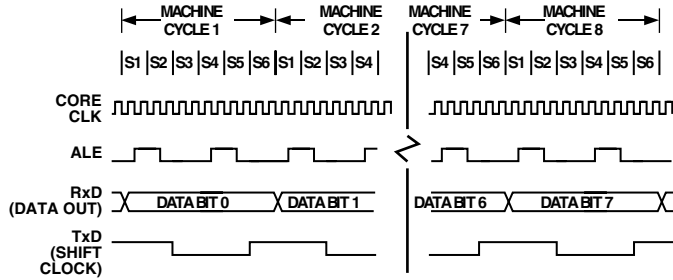 MACHINE CYCLE 1
MACHINE CYCLE 2
MACHINE CYCLE 7
MACHINE CYCLE 8
S1 S2 S3 S4 S5 S6 S1 S2 S3 S4
S4 S5 S6 S1 S2 S3 S4 S5 S6
CORE
CLK
ALE
RxD
(DATA OUT)
DATA BIT 0
DATA BIT 1
DATA BIT 6
DATA BIT 7
TxD
(SHIFT
CLOCK)